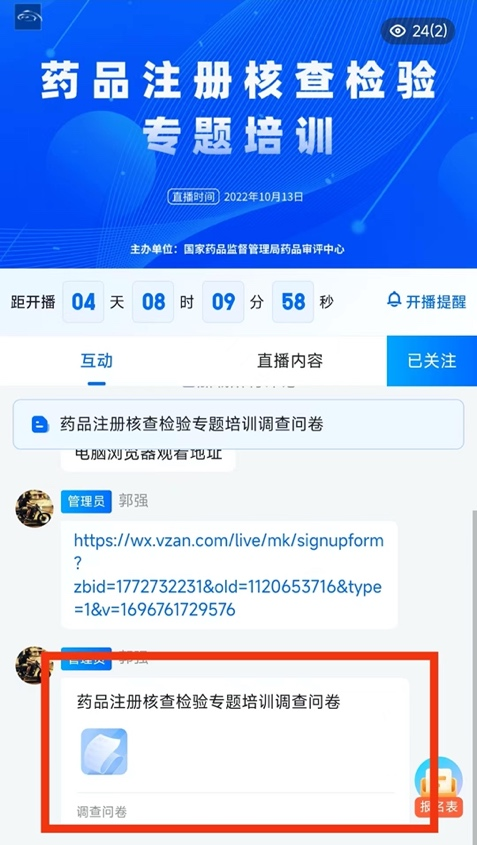 24(2)
药品注册核查检验
专题培训
直播时间 2022年10月13日
主办单位：国家药品监督管理局药品审评中心
距开播 04 天 08 时 09 分 58 秒 开播提醒
互动 直播内容 已关注
药品注册核查检验专题培训调查问卷
电脑浏览器观看地址
管理员 郭强
https://wx.vzan.com/live/mk/signupform
?
zbid=1772732231&old=1120653716&type
=1&v=1696761729576
管理员 郭强
药品注册核查检验专题培训调查问卷
调查问卷
报名表